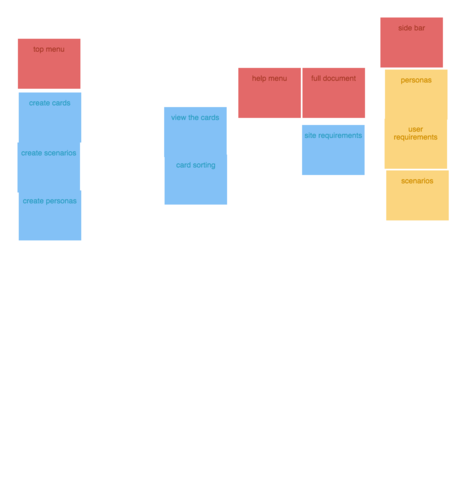 side bar
top menu
help menu
full document
personas
create cards
view the cards
user
requirements
site requirements
create scenarios
card sorting
scenarios
create personas